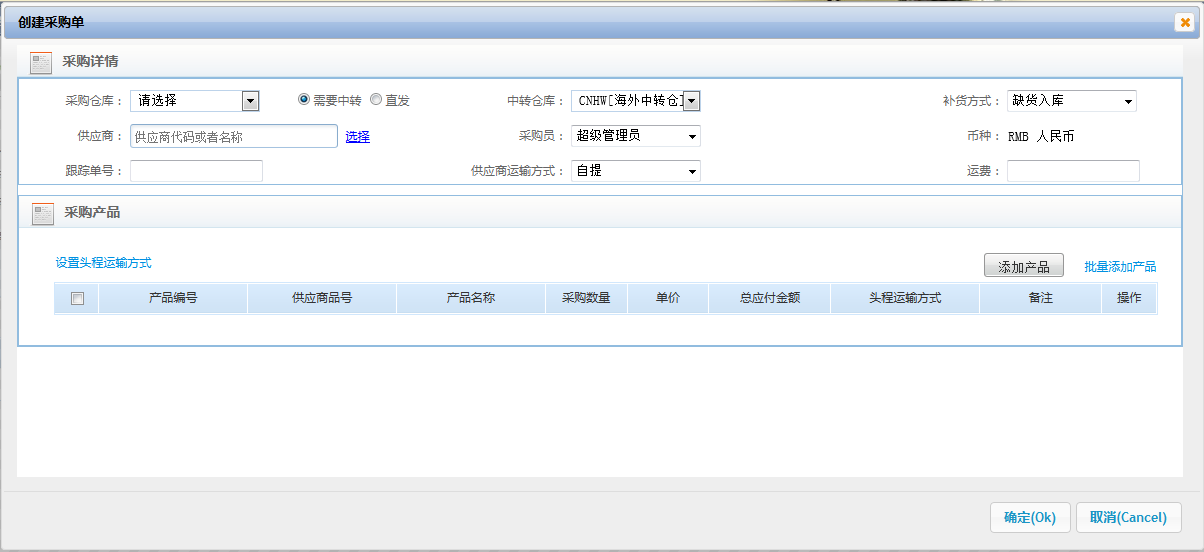 创建采购单
采购详情
采购仓库： 请选择 需要中转 直发 中转仓库： CNHW[海外中转仓] 补货方式： 缺货入库
供应商： 供应商代码或者名称 选择 采购员： 超级管理员 币种： RMB 人民币
跟踪单号： 供应商运输方式： 自提 运费：
采购产品
设置头程运输方式 添加产品 批量添加产品
产品编号 供应商品号 产品名称 采购数量 单价 总应付金额 头程运输方式 备注 操作
确定(Ok) 取消(Cancel)